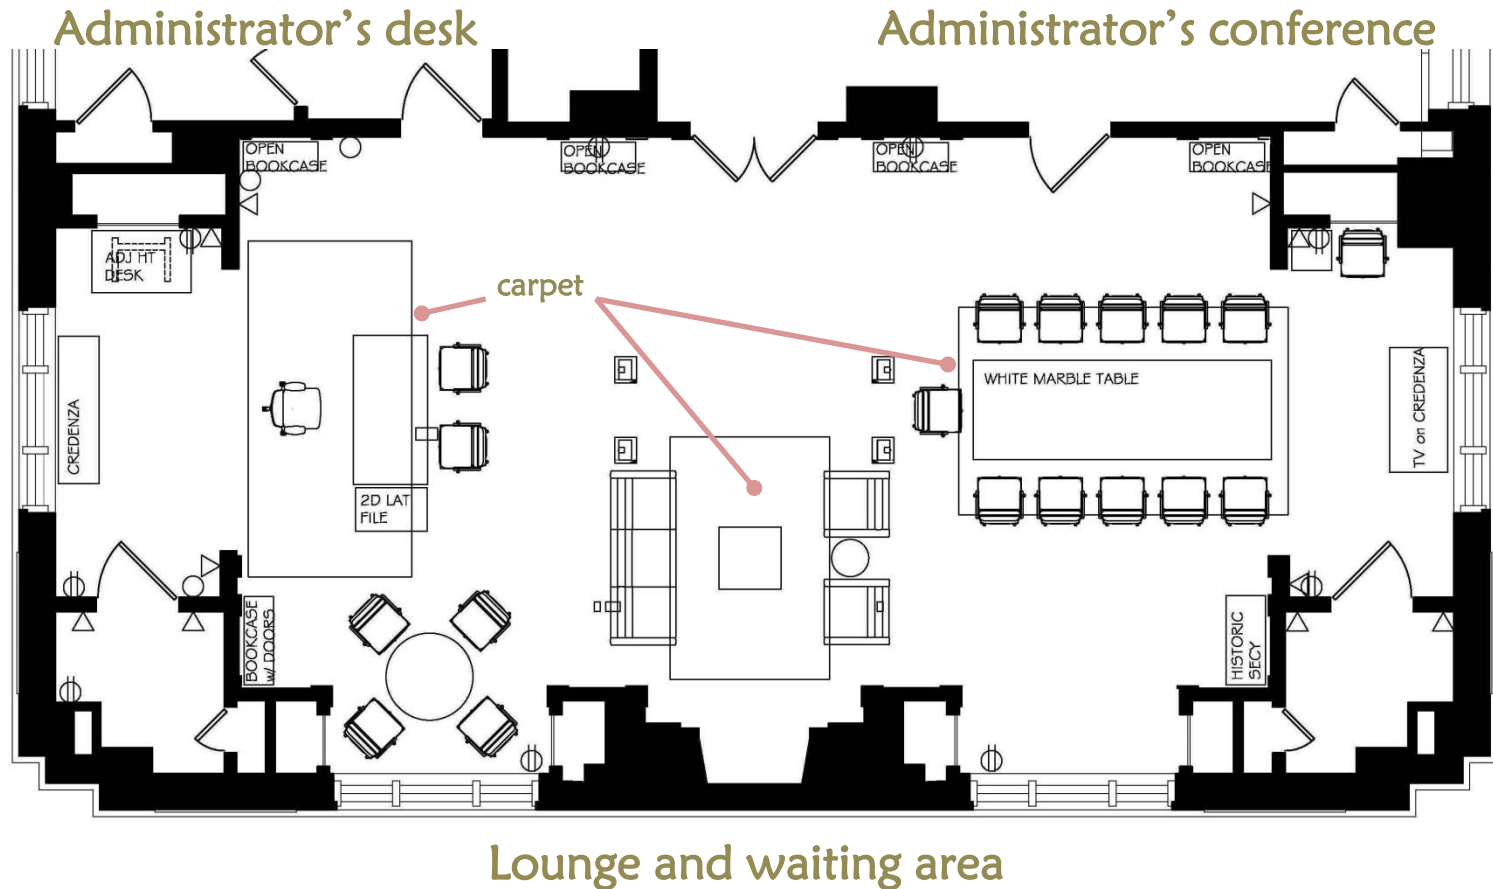 Administrator's desk
Administrator's conference
OPEN
BOOKCASE
OPEN
BOOKCASE
OPEN
BOOKCASE
OPEN
BOOKCASE
ADJ HT
DESK
carpet
CREDENZA
WHITE MARBLE TABLE
TV on CREDENZA
2D LAT
FILE
BOOKCASE
w/ DOORS
HISTORIC
SECY
Lounge and waiting area